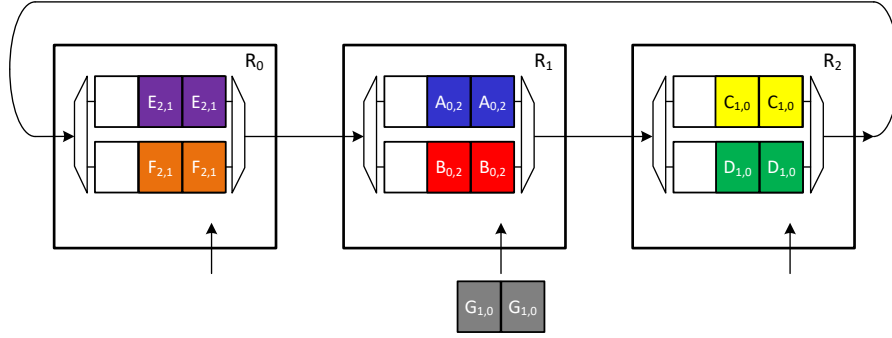 R0
E2,1 E2,1
F2,1 F2,1
R1
A0,2 A0,2
B0,2 B0,2
G1,0 G1,0
R2
C1,0 C1,0
D1,0 D1,0